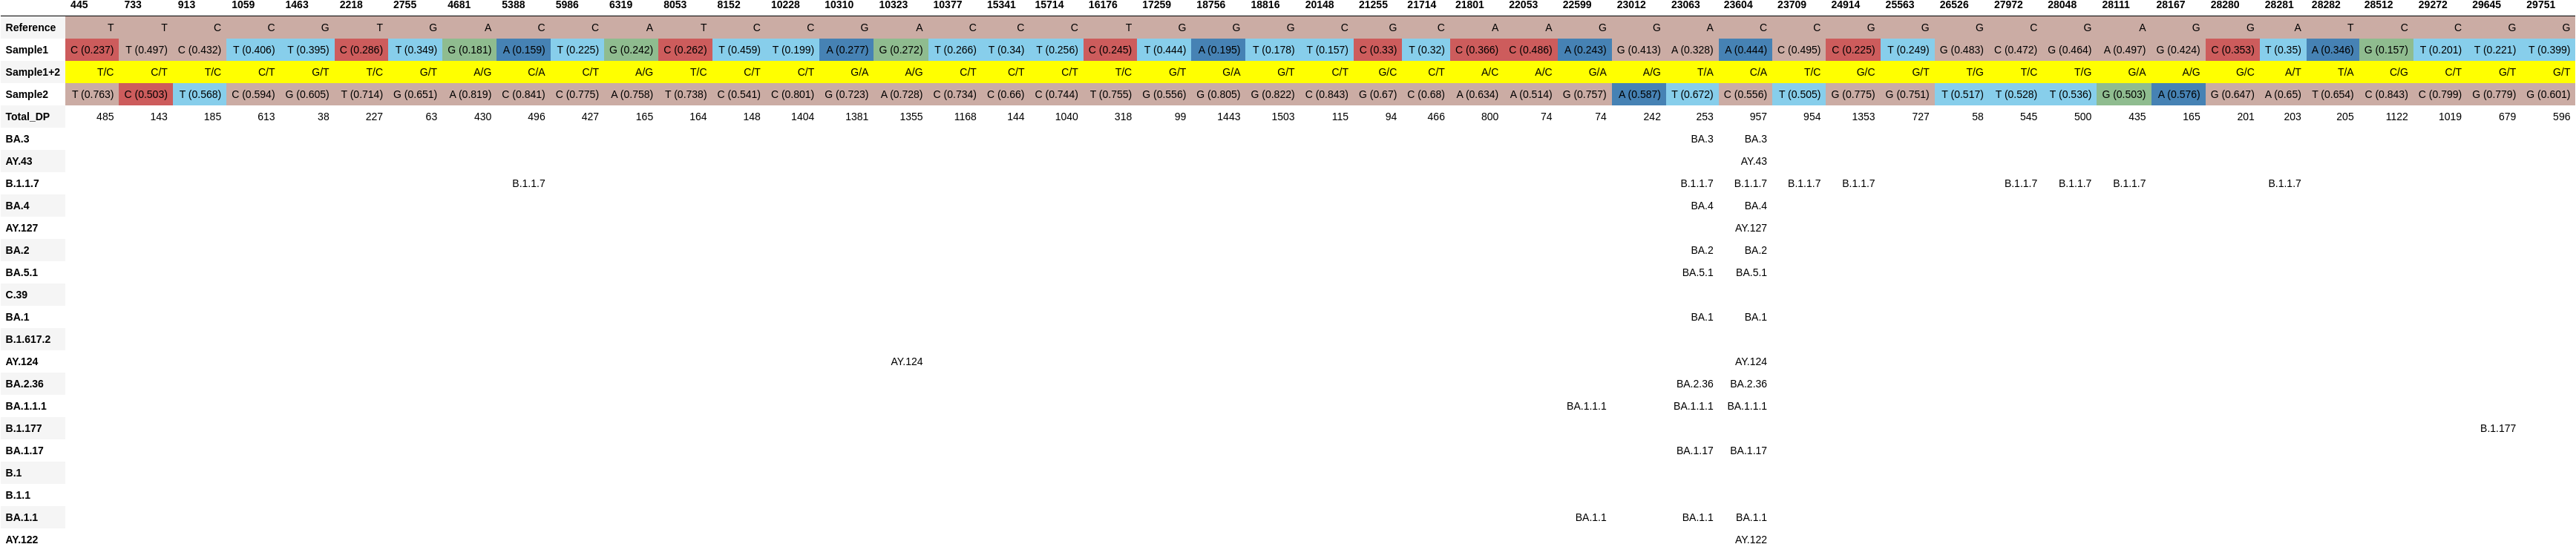 445 733 913 1059 1463 2218 2755 4681 5388 5986 6319 8053 8152 10228 10310 10323 10377 15341 15714 16176 17259 18756 18816 20148 21255 21714 21801 22053 22599 23012 23063 23604 23709 24914 25563 26526 27972 28048 28111 28167 28280 28281 28282 28512 29272 29645 29751
Reference T T C C G T G A C C A T C C G A C C C T G G G C G C A A G G A C C G G G C G A G G A T C C G G
Sample1 C (0.237) T (0.497) C (0.432) T (0.406) T (0.395) C (0.286) T (0.349) G (0.181) A (0.159) T (0.225) G (0.242) C (0.262) T (0.459) T (0.199) A (0.277) G (0.272) T (0.266) T (0.34) T (0.256) C (0.245) T (0.444) A (0.195) T (0.178) T (0.157) C (0.33) T (0.32) C (0.366) C (0.486) A (0.243) G (0.413) A (0.328) A (0.444) C (0.495) C (0.225) T (0.249) G (0.483) C (0.472) G (0.464) A (0.497) G (0.424) C (0.353) T (0.35) A (0.346) G (0.157) T (0.201) T (0.221) T (0.399)
Sample1+2 T/C C/T T/C C/T G/T T/C G/T A/G C/A C/T A/G T/C C/T C/T G/A A/G C/T C/T C/T T/C G/T G/A G/T C/T G/C C/T A/C A/C G/A A/G T/A C/A T/C G/C G/T T/G T/C T/G G/A A/G G/C A/T T/A C/G C/T G/T G/T
Sample2 T (0.763) C (0.503) T (0.568) C (0.594) G (0.605) T (0.714) G (0.651) A (0.819) C (0.841) C (0.775) A (0.758) T (0.738) C (0.541) C (0.801) G (0.723) A (0.728) C (0.734) C (0.66) C (0.744) T (0.755) G (0.556) G (0.805) G (0.822) C (0.843) G (0.67) C (0.68) A (0.634) A (0.514) G (0.757) A (0.587) T (0.672) C (0.556) T (0.505) G (0.775) G (0.751) T (0.517) T (0.528) T (0.536) G (0.503) A (0.576) G (0.647) A (0.65) T (0.654) C (0.843) C (0.799) G (0.779) G (0.601)
Total_DP 485 143 185 613 38 227 63 430 496 427 165 164 148 1404 1381 1355 1168 144 1040 318 99 1443 1503 115 94 466 800 74 74 242 253 957 954 1353 727 58 545 500 435 165 201 203 205 1122 1019 679 596
BA.3 BA.3 BA.3
AY.43 AY.43
B.1.1.7 B.1.1.7 B.1.1.7 B.1.1.7 B.1.1.7 B.1.1.7 B.1.1.7 B.1.1.7 B.1.1.7 B.1.1.7
BA.4 BA.4 BA.4
AY.127 AY.127
BA.2 BA.2 BA.2
BA.5.1 BA.5.1 BA.5.1
C.39
BA.1 BA.1 BA.1
B.1.617.2
AY.124 AY.124 AY.124
BA.2.36 BA.2.36 BA.2.36
BA.1.1.1 BA.1.1.1 BA.1.1.1 BA.1.1.1
B.1.177 B.1.177
BA.1.17 BA.1.17 BA.1.17
B.1
B.1.1
BA.1.1 BA.1.1 BA.1.1 BA.1.1
AY.122 AY.122